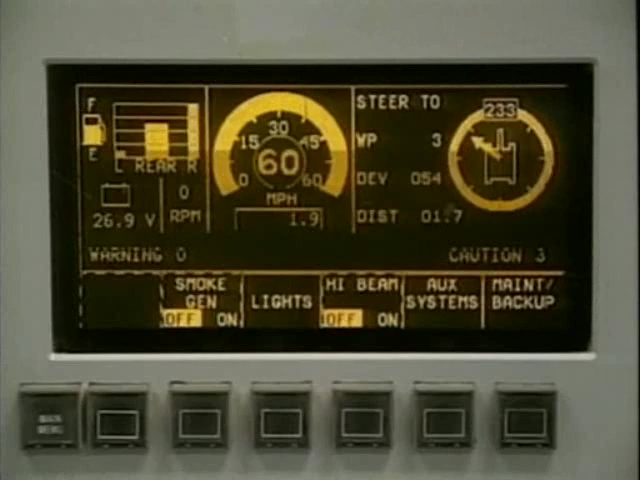 F
E
L REAR R
26.9 V
0
RPM
0 15 30 45 60
60
MPH
1.9
STEER TO
WP 3
DEV 054
DIST 01.7
233
WARNING 0
CAUTION 3
SMOKE
GEN
OFF ON
LIGHTS
HI BEAM
OFF ON
AUX
SYSTEMS
MAINT/
BACKUP
MAIN
MENU